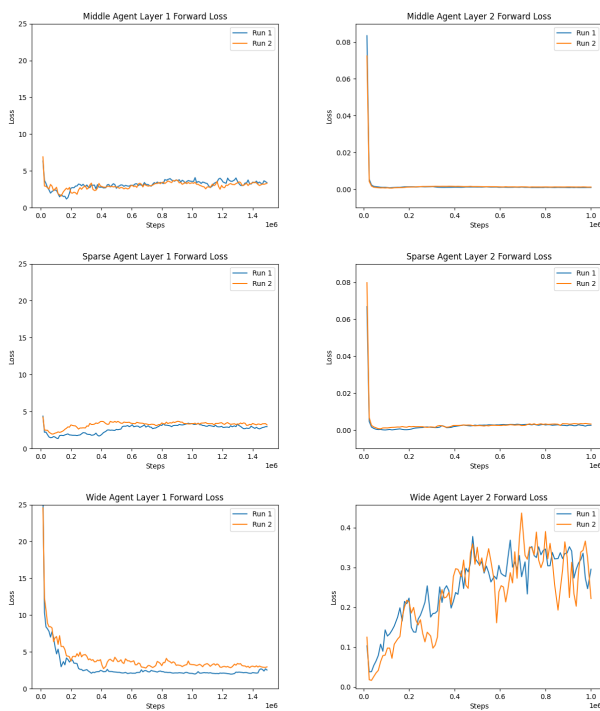 Middle Agent Layer 1 Forward Loss
25
20
15
10
5
0
Loss
0.0 0.2 0.4 0.6 0.8 1.0 1.2 1.4
1e6
Steps
Run 1
Run 2
Middle Agent Layer 2 Forward Loss
0.08
0.06
0.04
0.02
0.00
Loss
0.0 0.2 0.4 0.6 0.8 1.0
1e6
Steps
Run 1
Run 2
Sparse Agent Layer 1 Forward Loss
25
20
15
10
5
0
Loss
0.0 0.2 0.4 0.6 0.8 1.0 1.2 1.4
1e6
Steps
Run 1
Run 2
Sparse Agent Layer 2 Forward Loss
0.08
0.06
0.04
0.02
0.00
Loss
0.0 0.2 0.4 0.6 0.8 1.0
1e6
Steps
Run 1
Run 2
Wide Agent Layer 1 Forward Loss
25
20
15
10
5
0
Loss
0.0 0.2 0.4 0.6 0.8 1.0 1.2 1.4
1e6
Steps
Run 1
Run 2
Wide Agent Layer 2 Forward Loss
0.4
0.3
0.2
0.1
0.0
Loss
0.0 0.2 0.4 0.6 0.8 1.0
1e6
Steps
Run 1
Run 2